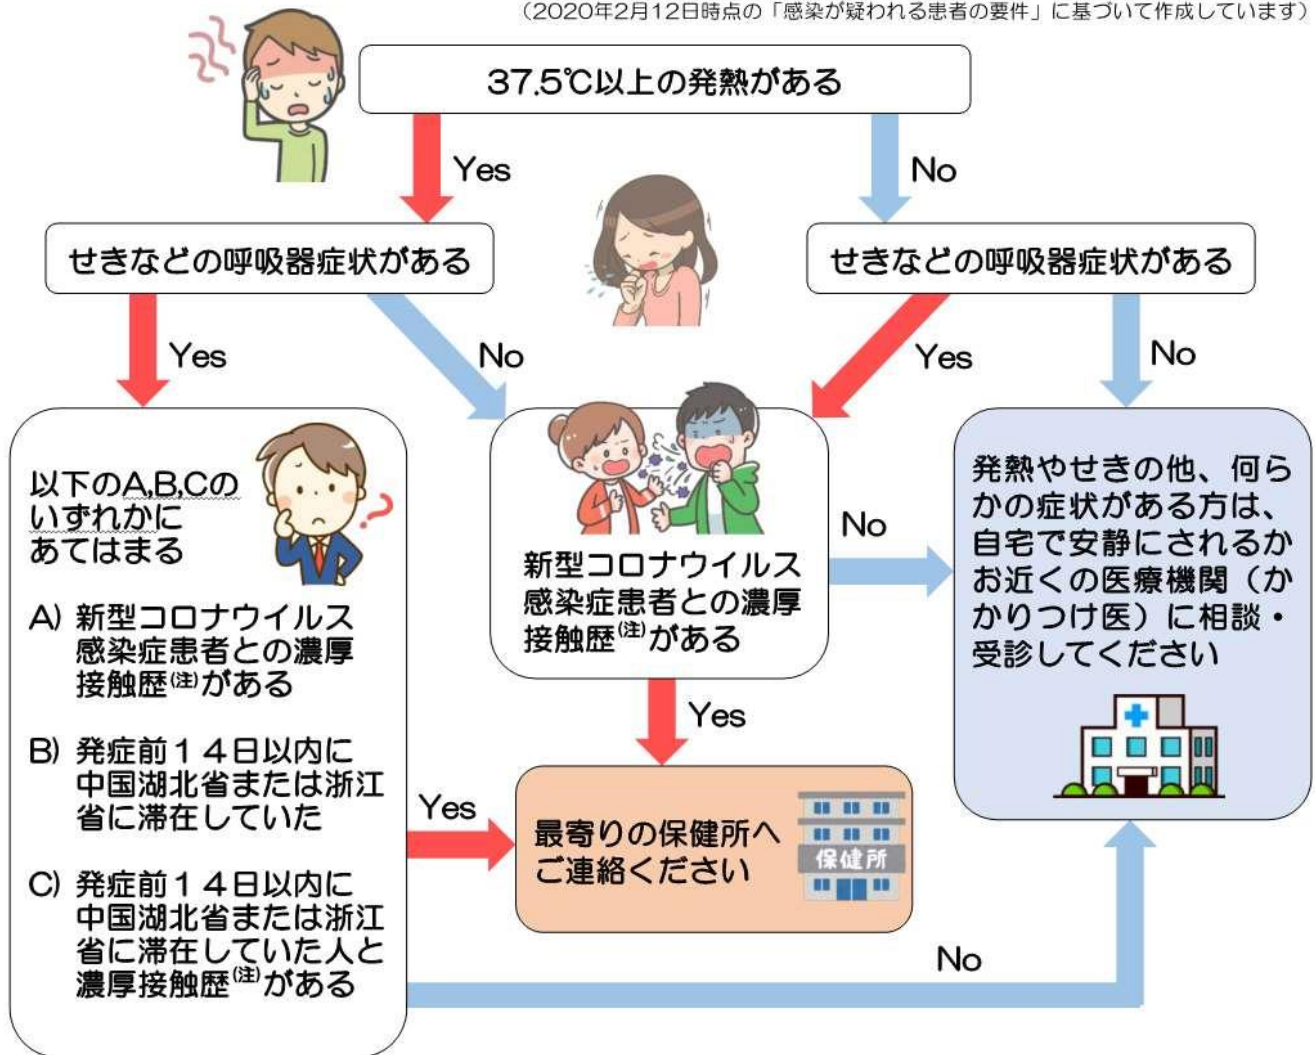 （2020年2月12日時点の「感染が疑われる患者の要件」に基づいて作成しています）
37.5℃以上の発熱がある
Yes
No
せきなどの呼吸器症状がある
せきなどの呼吸器症状がある
Yes
No
Yes
No
以下のA,B,Cの
いずれかに
あてはまる
A) 新型コロナウイルス
感染症患者との濃厚
接触歴(注)がある
B) 発症前１４日以内に
中国湖北省または浙江
省に滞在していた
C) 発症前１４日以内に
中国湖北省または浙江
省に滞在していた人と
濃厚接触歴(注)がある
新型コロナウイルス
感染症患者との濃厚
接触歴(注)がある
No
発熱やせきの他、何ら
かの症状がある方は、
自宅で安静にされるか
お近くの医療機関（か
かりつけ医）に相談・
受診してください
Yes
Yes
最寄りの保健所へ
ご連絡ください
保健所
No